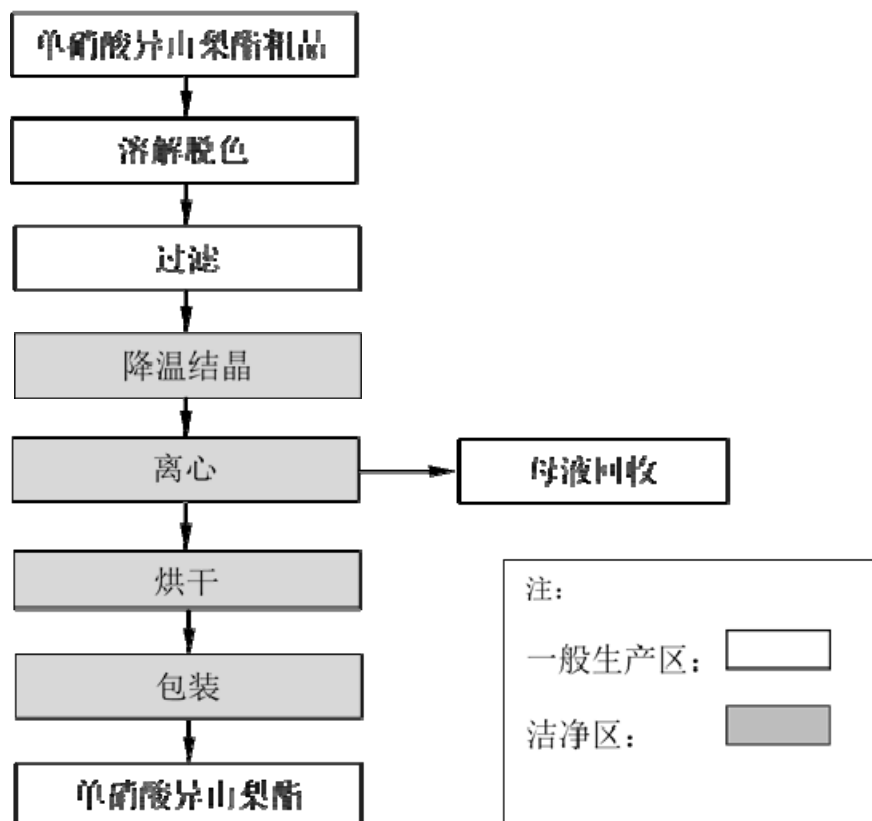 单硝酸异山梨酯粗品
溶解脱色
过滤
降温结晶
离心
母液回收
烘干
包装
单硝酸异山梨酯
注:
一般生产区:
洁净区: